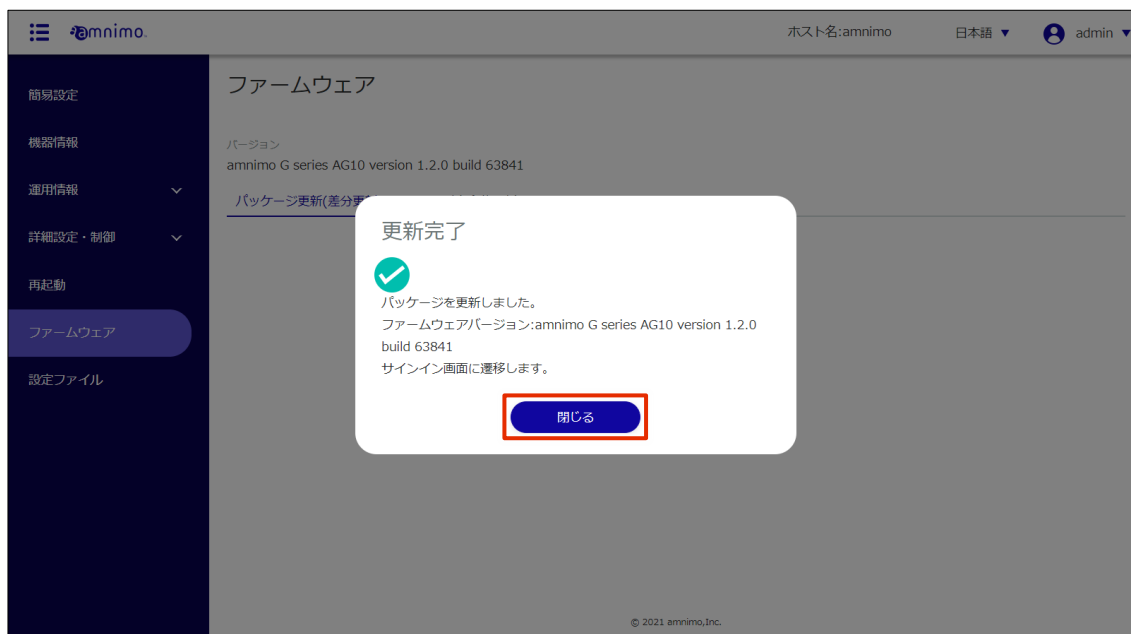 amnimo.
ホスト名:amnimo
日本語 ▼
admin ▼
簡易設定
機器情報
運用情報
詳細設定・制御
再起動
ファームウェア
設定ファイル
ファームウェア
バージョン
amnimo G series AG10 version 1.2.0 build 63841
パッケージ更新(差分更
更新完了
パッケージを更新しました。
ファームウェアバージョン:amnimo G series AG10 version 1.2.0
build 63841
サインイン画面に遷移します。
閉じる
© 2021 amnimo,Inc.